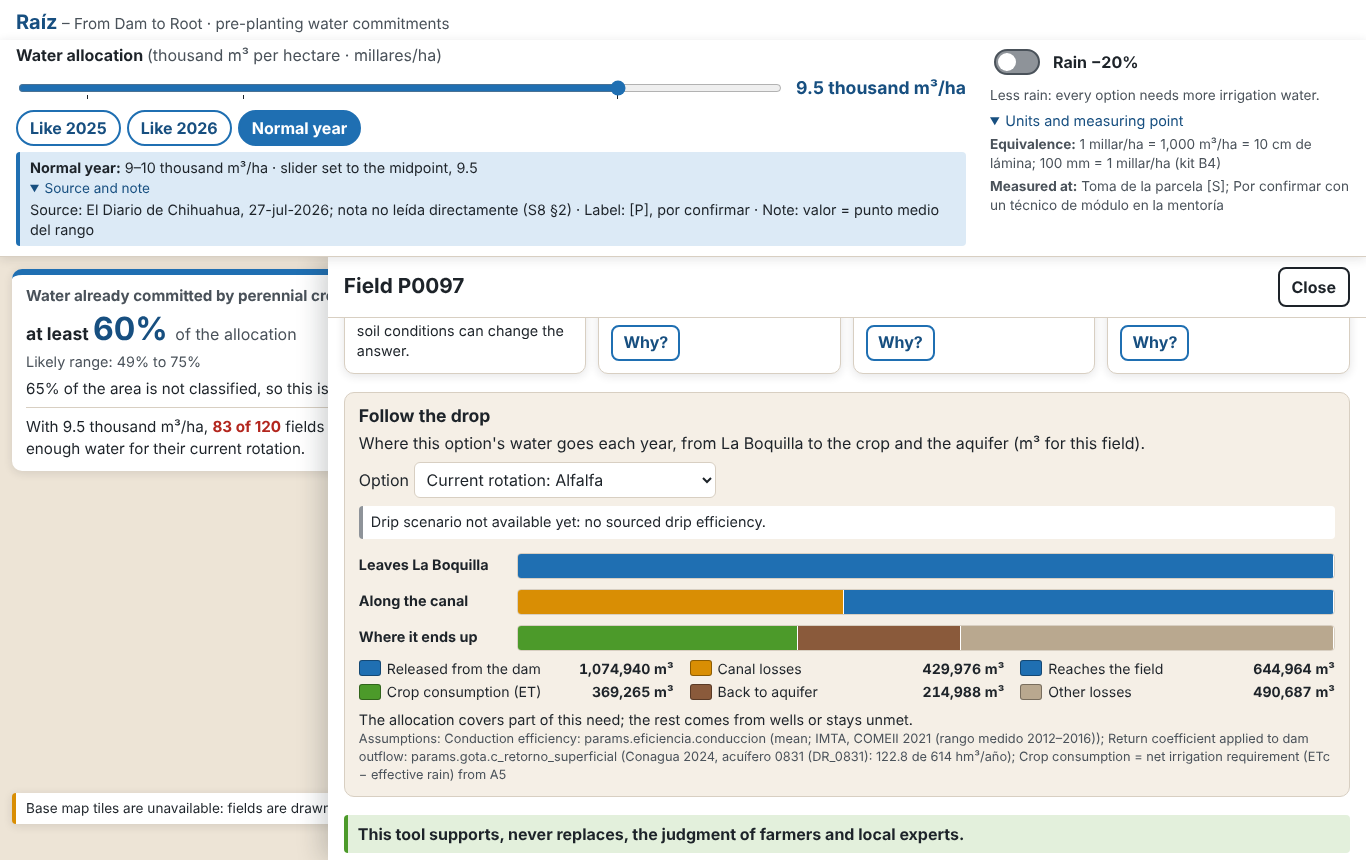 Raíz – From Dam to Root · pre-planting water commitments
Water allocation (thousand m³ per hectare · millares/ha)
9.5 thousand m³/ha
Like 2025
Like 2026
Normal year
Normal year: 9–10 thousand m³/ha · slider set to the midpoint, 9.5
▼ Source and note
Source: El Diario de Chihuahua, 27-jul-2026; nota no leída directamente (S8 §2) · Label: [P], por confirmar · Note: valor = punto medio
del rango
Rain −20%
Less rain: every option needs more irrigation water.
▼ Units and measuring point
Equivalence: 1 millar/ha = 1,000 m³/ha = 10 cm de
lámina; 100 mm = 1 millar/ha (kit B4)
Measured at: Toma de la parcela [S]; Por confirmar con
un técnico de módulo en la mentoría
Water already committed by perennial cr
at least 60% of the allocation
Likely range: 49% to 75%
65% of the area is not classified, so this is
With 9.5 thousand m³/ha, 83 of 120 fields
enough water for their current rotation.
Base map tiles are unavailable: fields are drawn
Field P0097
Close
soil conditions can change the
answer.
Why?
Why?
Why?
Follow the drop
Where this option's water goes each year, from La Boquilla to the crop and the aquifer (m³ for this field).
Option Current rotation: Alfalfa
Drip scenario not available yet: no sourced drip efficiency.
Leaves La Boquilla
Along the canal
Where it ends up
Released from the dam 1,074,940 m³ Canal losses 429,976 m³ Reaches the field 644,964 m³
Crop consumption (ET) 369,265 m³ Back to aquifer 214,988 m³ Other losses 490,687 m³
The allocation covers part of this need; the rest comes from wells or stays unmet.
Assumptions: Conduction efficiency: params.eficiencia.conduccion (mean; IMTA, COMEII 2021 (rango medido 2012–2016)); Return coefficient applied to dam
outflow: params.gota.c_retorno_superficial (Conagua 2024, acuífero 0831 (DR_0831): 122.8 de 614 hm³/año); Crop consumption = net irrigation requirement (ETc
− effective rain) from A5
This tool supports, never replaces, the judgment of farmers and local experts.